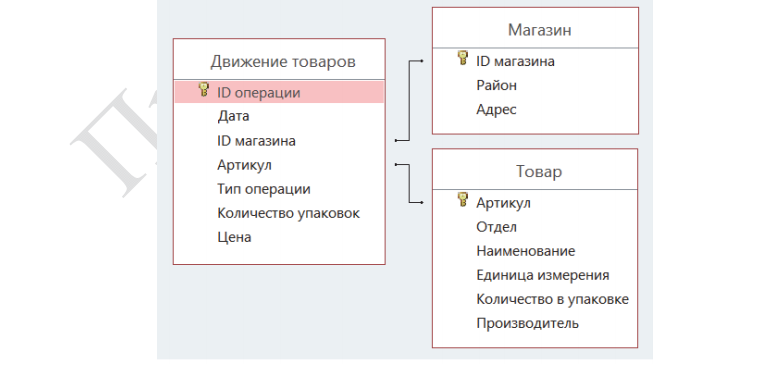 Движение товаров
ID операции
Дата
ID магазина
Артикул
Тип операции
Количество упаковок
Цена
Магазин
ID магазина
Район
Адрес
Товар
Артикул
Отдел
Наименование
Единица измерения
Количество в упаковке
Производитель